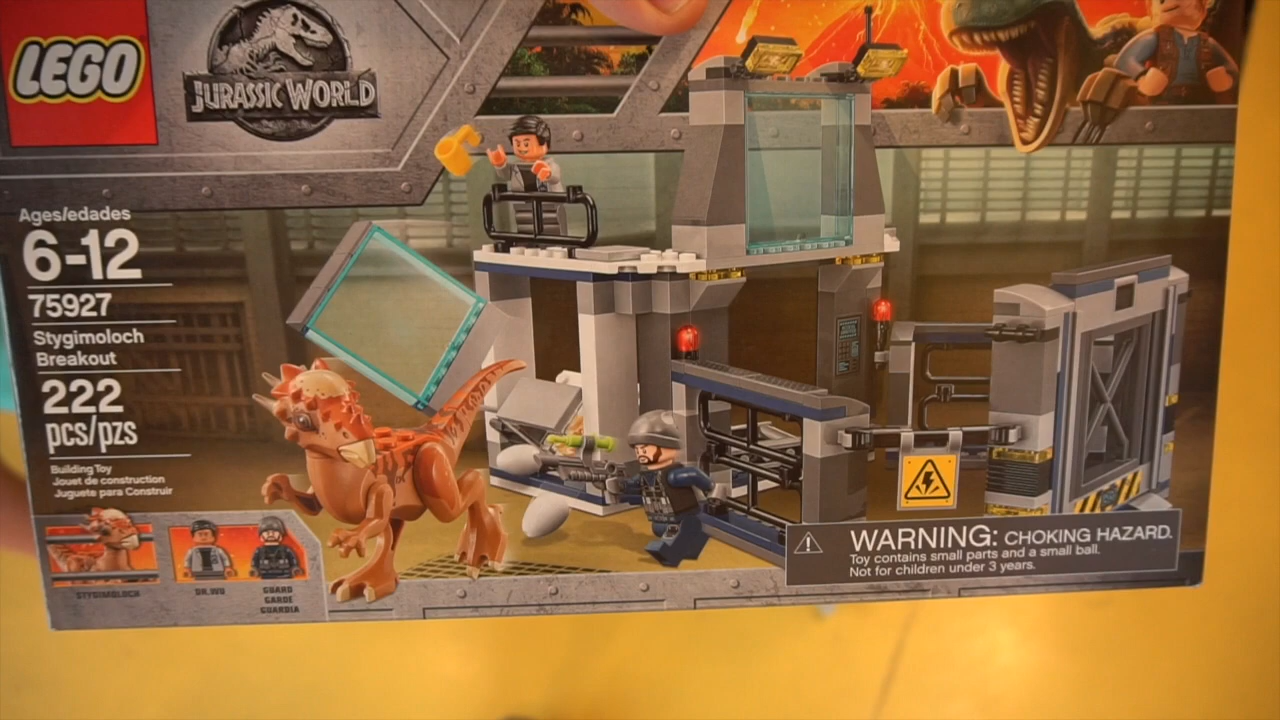 LEGO
JURASSIC WORLD
Ages/edades
6-12
75927
Stygimoloch
Breakout
222
pcs/pzs
Building Toy
Jouet de construction
Juguete para Construir
STYGIMOLOCH
DR. WU
GUARD
GARDE
GUARDIA
WARNING: CHOKING HAZARD.
Toy contains small parts and a small ball.
Not for children under 3 years.